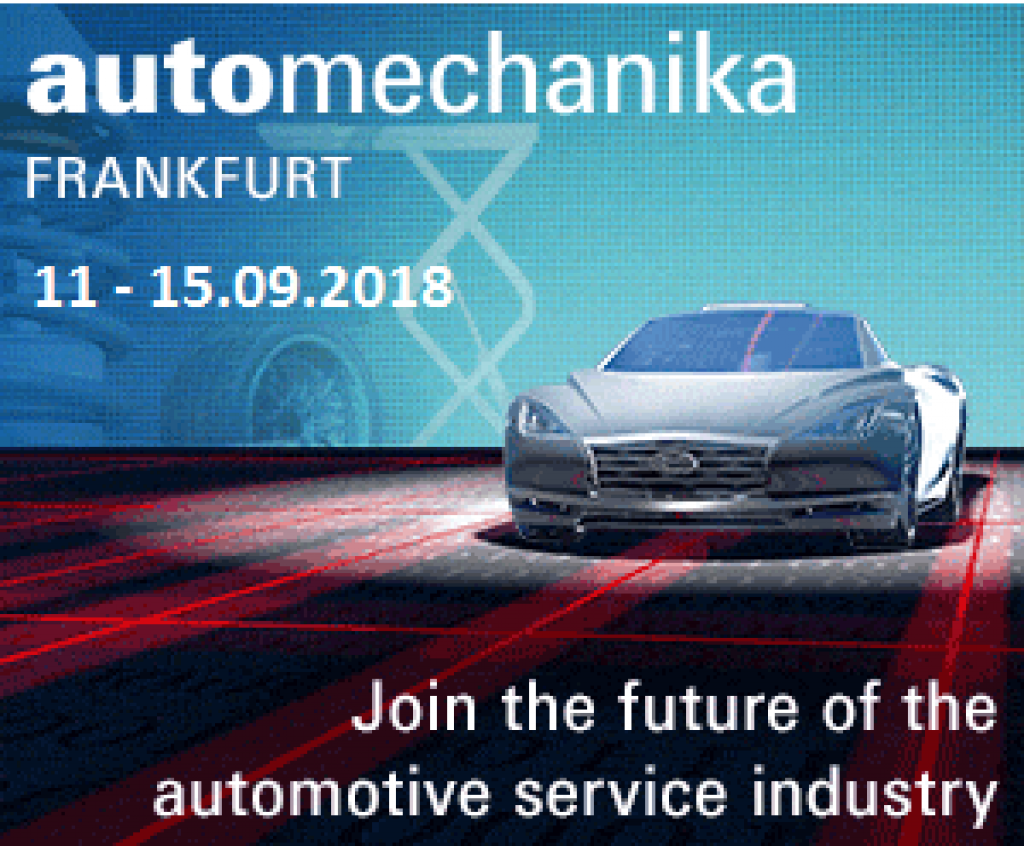 automechanika
FRANKFURT
11 - 15.09.2018
Join the future of the
automotive service industry